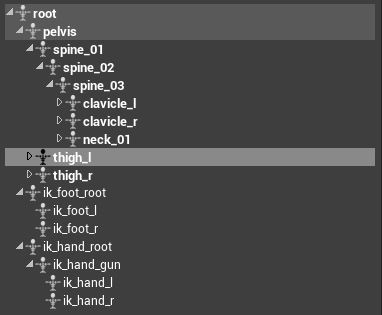 root
pelvis
spine_01
spine_02
spine_03
clavicle_l
clavicle_r
neck_01
thigh_l
thigh_r
ik_foot_root
ik_foot_l
ik_foot_r
ik_hand_root
ik_hand_gun
ik_hand_l
ik_hand_r